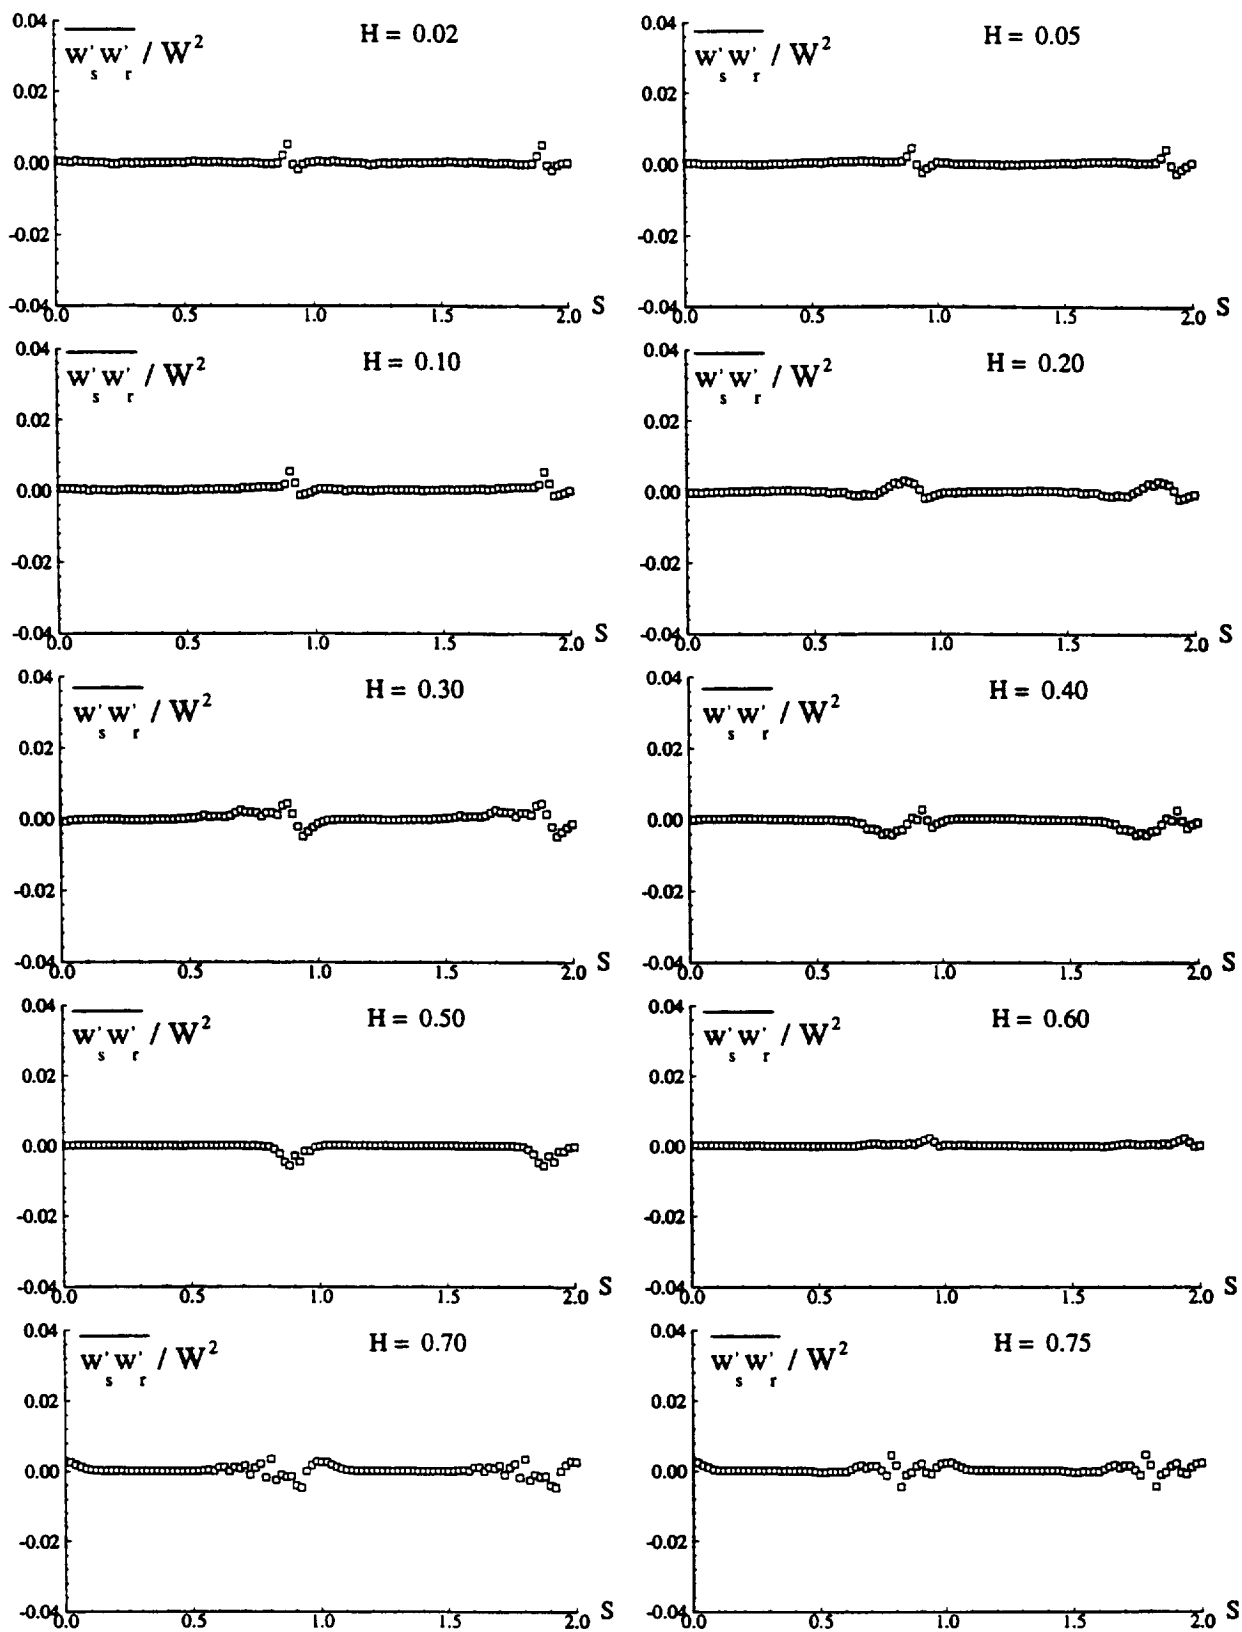 0.04 w's w'r / W² H = 0.02
0.02
0.00
-0.02
-0.04
0.0 0.5 1.0 1.5 2.0 S
0.04 w's w'r / W² H = 0.05
0.02
0.00
-0.02
-0.04
0.0 0.5 1.0 1.5 2.0 S
0.04 w's w'r / W² H = 0.10
0.02
0.00
-0.02
-0.04
0.0 0.5 1.0 1.5 2.0 S
0.04 w's w'r / W² H = 0.20
0.02
0.00
-0.02
-0.04
0.0 0.5 1.0 1.5 2.0 S
0.04 w's w'r / W² H = 0.30
0.02
0.00
-0.02
-0.04
0.0 0.5 1.0 1.5 2.0 S
0.04 w's w'r / W² H = 0.40
0.02
0.00
-0.02
-0.04
0.0 0.5 1.0 1.5 2.0 S
0.04 w's w'r / W² H = 0.50
0.02
0.00
-0.02
-0.04
0.0 0.5 1.0 1.5 2.0 S
0.04 w's w'r / W² H = 0.60
0.02
0.00
-0.02
-0.04
0.0 0.5 1.0 1.5 2.0 S
0.04 w's w'r / W² H = 0.70
0.02
0.00
-0.02
-0.04
0.0 0.5 1.0 1.5 2.0 S
0.04 w's w'r / W² H = 0.75
0.02
0.00
-0.02
-0.04
0.0 0.5 1.0 1.5 2.0 S